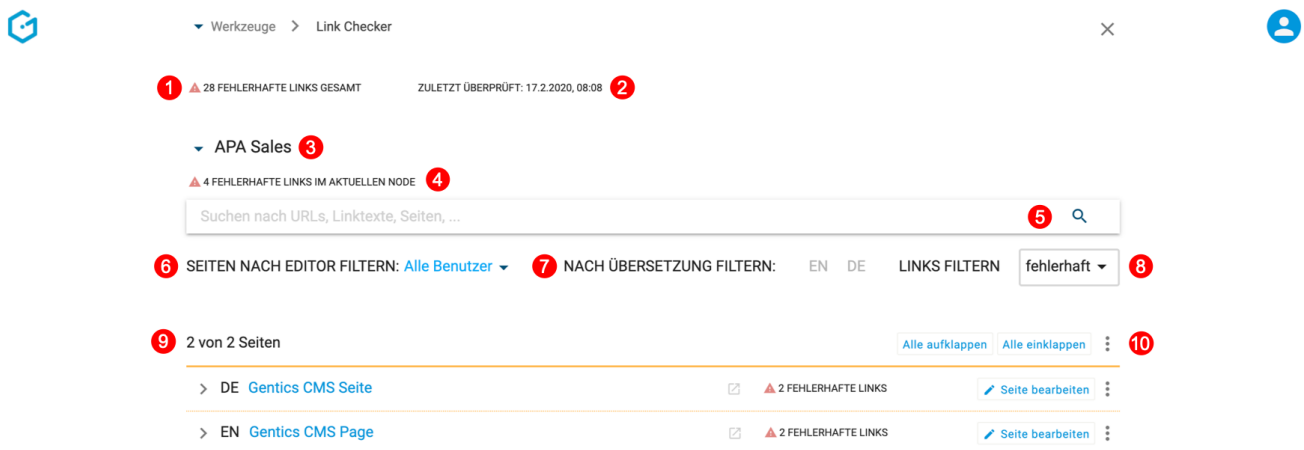 Werkzeuge > Link Checker
1 28 FEHLERHAFTE LINKS GESAMT ZULETZT ÜBERPRÜFT: 17.2.2020, 08:08 2
APA Sales 3
4 FEHLERHAFTE LINKS IM AKTUELLEN NODE 4
Suchen nach URLs, Linktexte, Seiten, ... 5
6 SEITEN NACH EDITOR FILTERN: Alle Benutzer 7 NACH ÜBERSETZUNG FILTERN: EN DE LINKS FILTERN fehlerhaft 8
9 2 von 2 Seiten Alle aufklappen Alle einklappen 10
DE Gentics CMS Seite 2 FEHLERHAFTE LINKS Seite bearbeiten
EN Gentics CMS Page 2 FEHLERHAFTE LINKS Seite bearbeiten